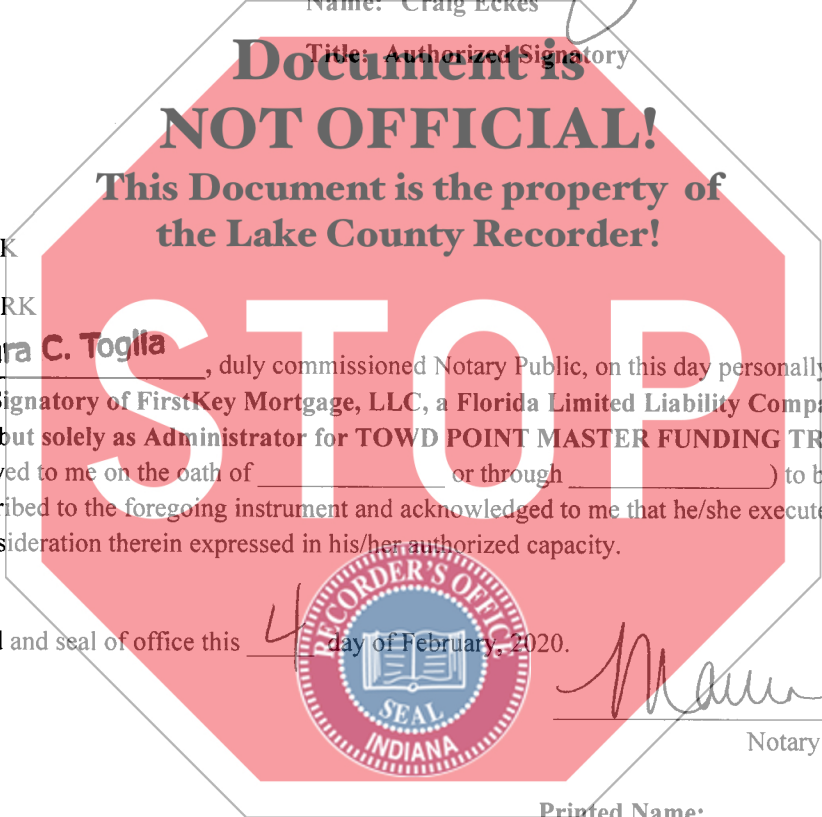 Name: Craig Eckes
Title: Authorized Signatory
Document is
NOT OFFICIAL!
This Document is the property of
the Lake County Recorder!
K
RK
ra C. Toglia, duly commissioned Notary Public, on this day personally
ignatory of FirstKey Mortgage, LLC, a Florida Limited Liability Compa
but solely as Administrator for TOWD POINT MASTER FUNDING TR
ed to me on the oath of ________ or through ________) to b
ribed to the foregoing instrument and acknowledged to me that he/she execute
sideration therein expressed in his/her authorized capacity.
STOP
and seal of office this 4 day of February, 2020.
RECORDER'S OFFICE
SEAL
INDIANA
Notary
Printed Name: